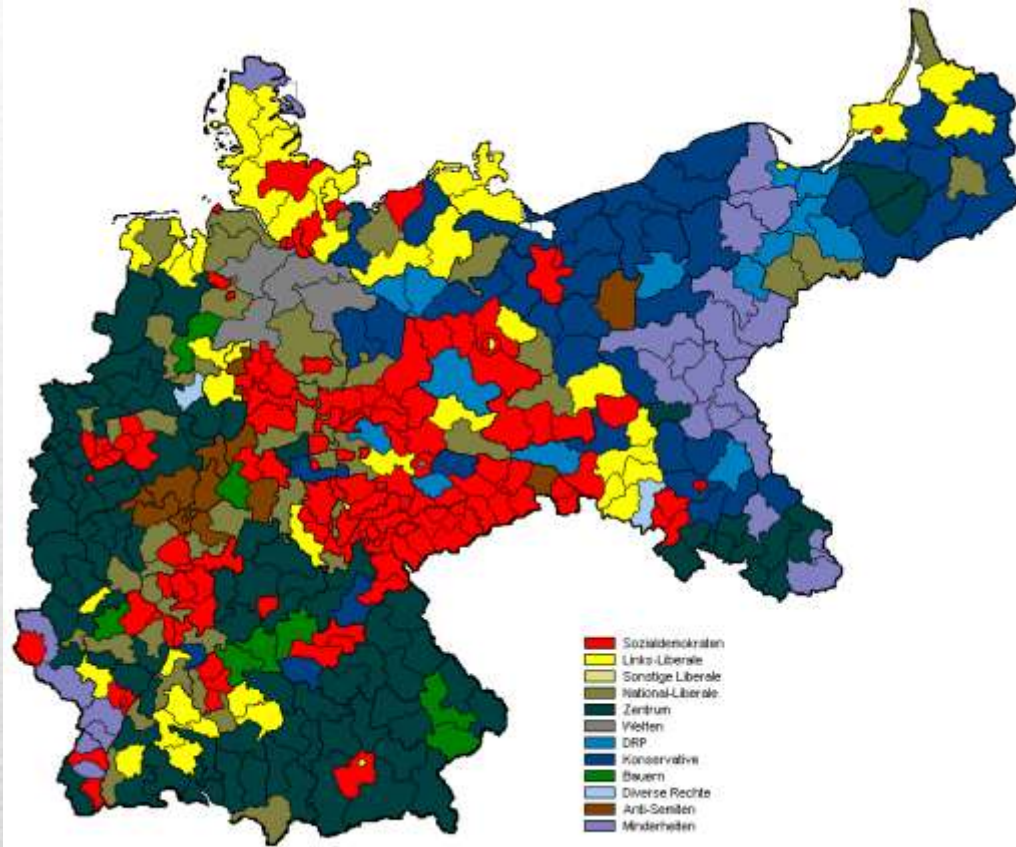 Sozialdemokraten
Links-Liberale
Sonstige Liberale
National-Liberale
Zentrum
Welfen
DRP
Konservative
Bauern
Diverse Rechte
Anti-Semiten
Minderheiten